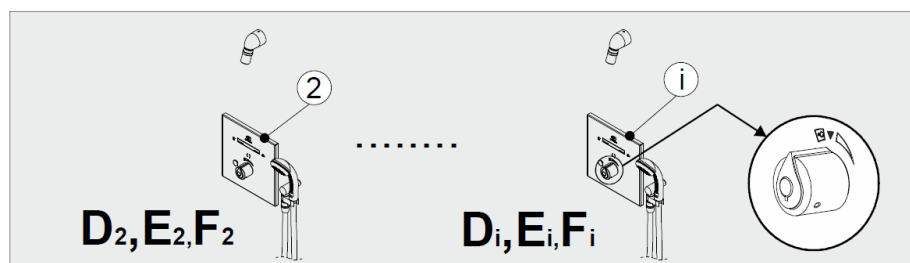 2
i
........
D₂,E₂,F₂
Dᵢ,Eᵢ,Fᵢ